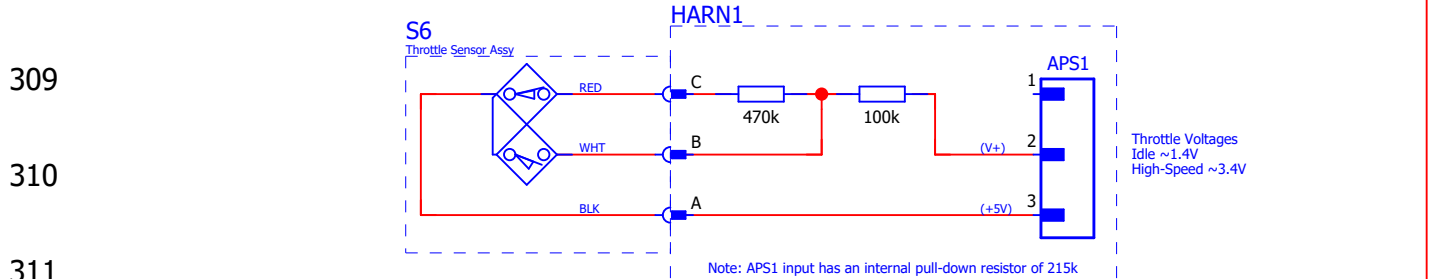 HARN1
S6
Throttle Sensor Assy
309
APS1
RED
C
1
470k
100k
WHT
B
(V+)
2
Throttle Voltages
Idle ~1.4V
High-Speed ~3.4V
310
BLK
A
(+5V)
3
311
Note: APS1 input has an internal pull-down resistor of 215k